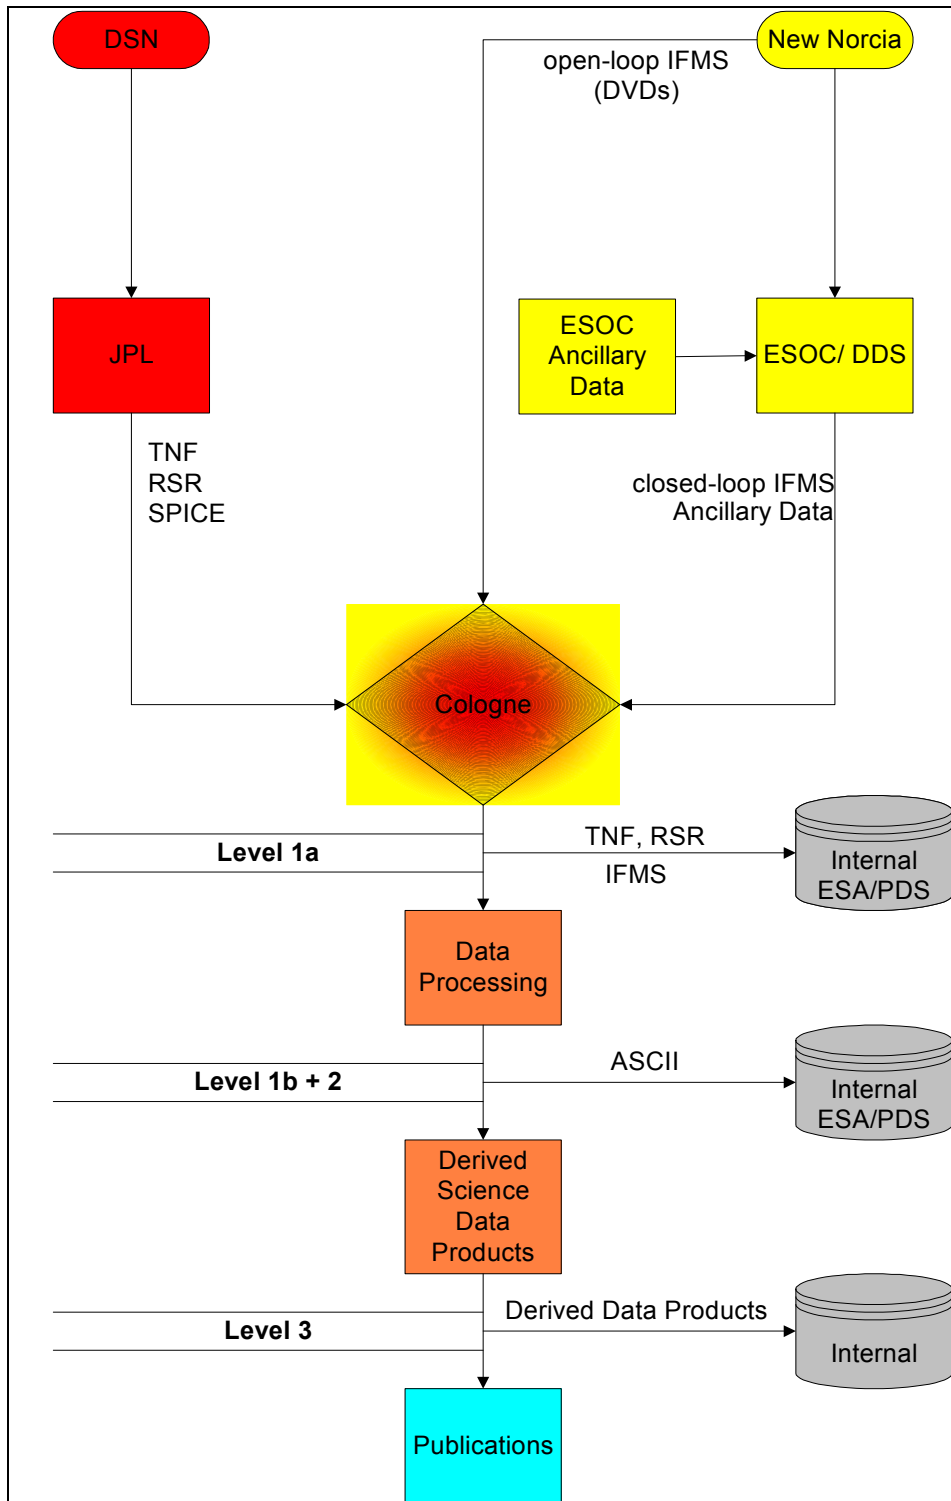 DSN
New Norcia
open-loop IFMS
(DVDs)
JPL
ESOC
Ancillary
Data
ESOC/ DDS
TNF
RSR
SPICE
closed-loop IFMS
Ancillary Data
Cologne
Level 1a
TNF, RSR
IFMS
Internal
ESA/PDS
Data
Processing
Level 1b + 2
ASCII
Internal
ESA/PDS
Derived
Science
Data
Products
Level 3
Derived Data Products
Internal
Publications